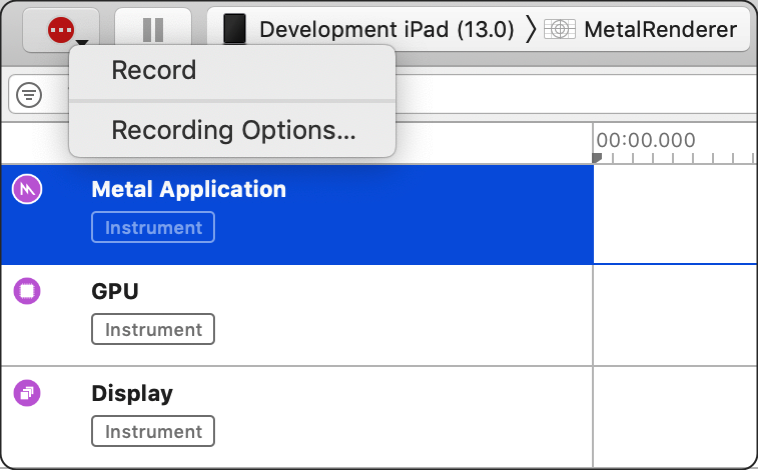 Development iPad (13.0)
MetalRenderer
Record
Recording Options...
00:00.000
Metal Application
Instrument
GPU
Instrument
Display
Instrument